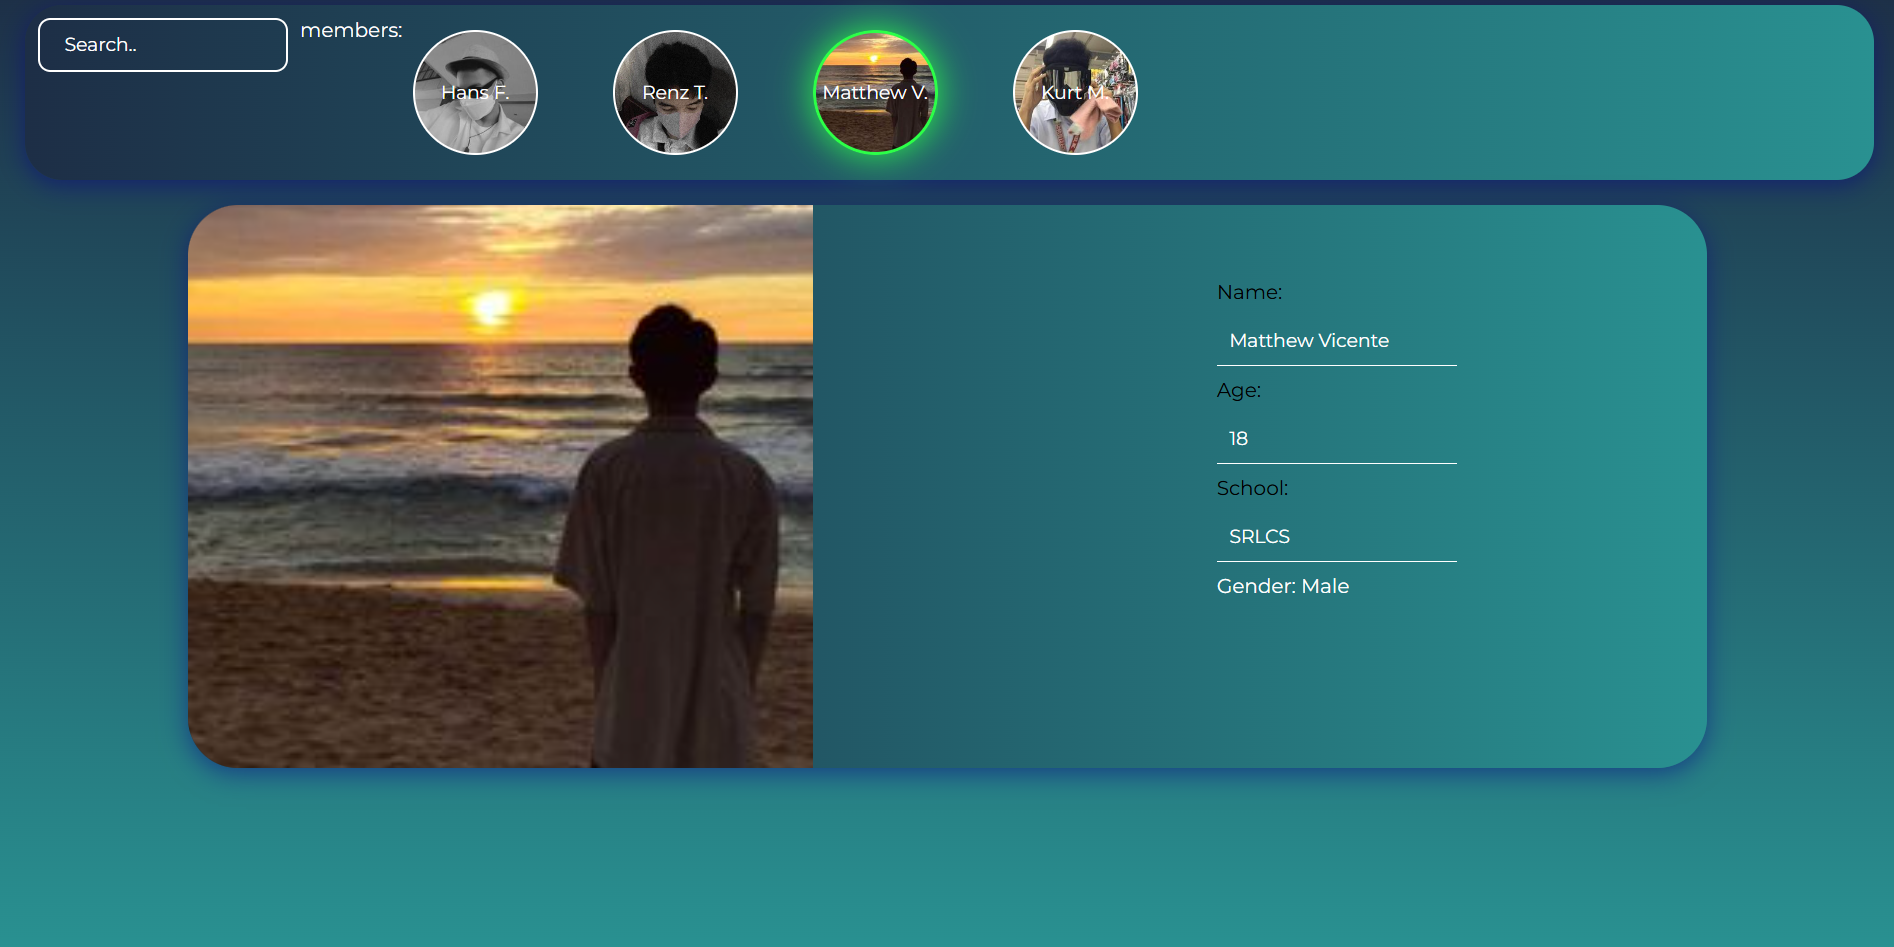 Search..
members:
Hans F.
Renz T.
Matthew V.
Kurt M.
Name:
Matthew Vicente
Age:
18
School:
SRLCS
Gender: Male